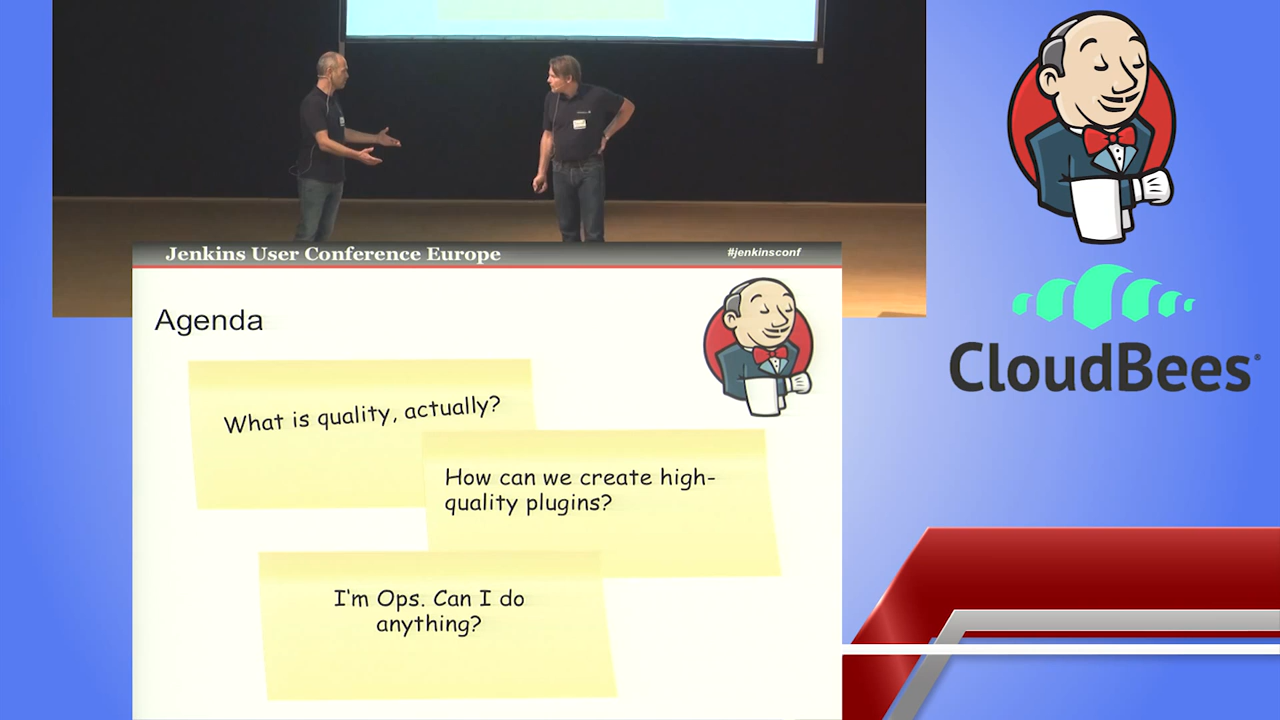 Jenkins User Conference Europe
#jenkinsconf
Agenda
What is quality, actually?
How can we create high-
quality plugins?
I'm Ops. Can I do
anything?
CloudBees